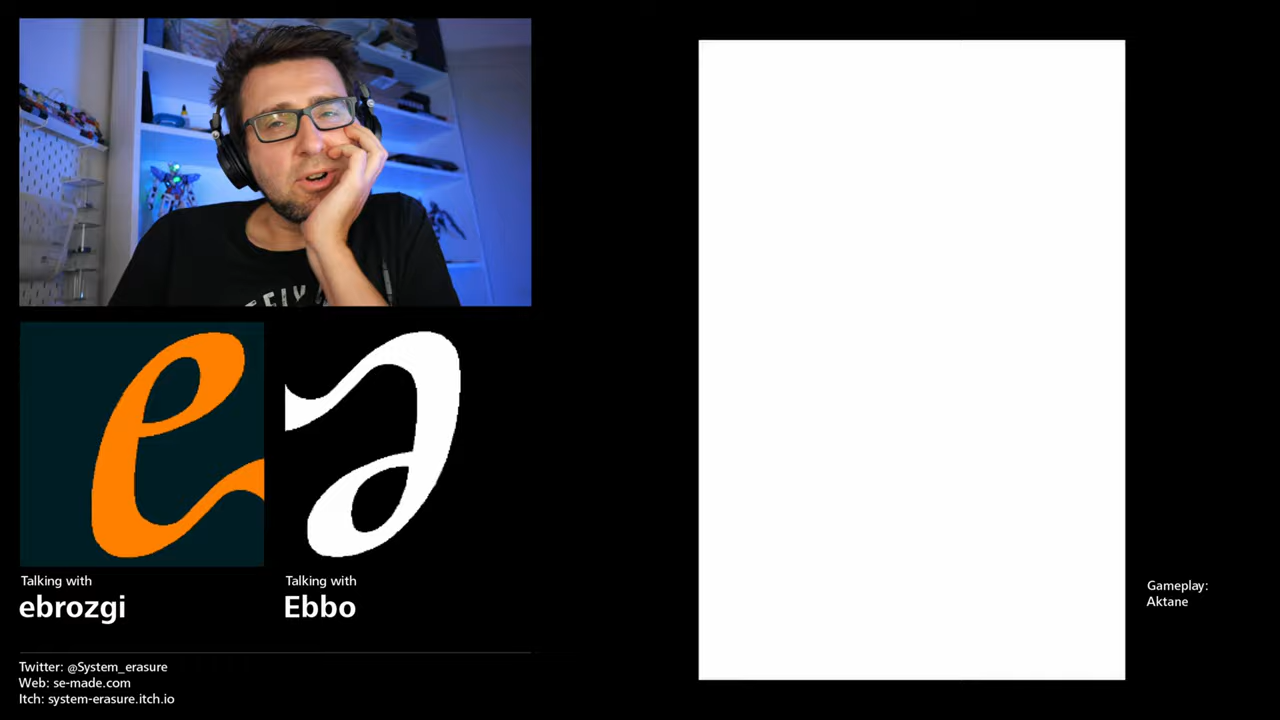 Talking with
ebrozgi
Talking with
Ebbo
Twitter: @System_erasure
Web: se-made.com
Itch: system-erasure.itch.io
Gameplay:
Aktane